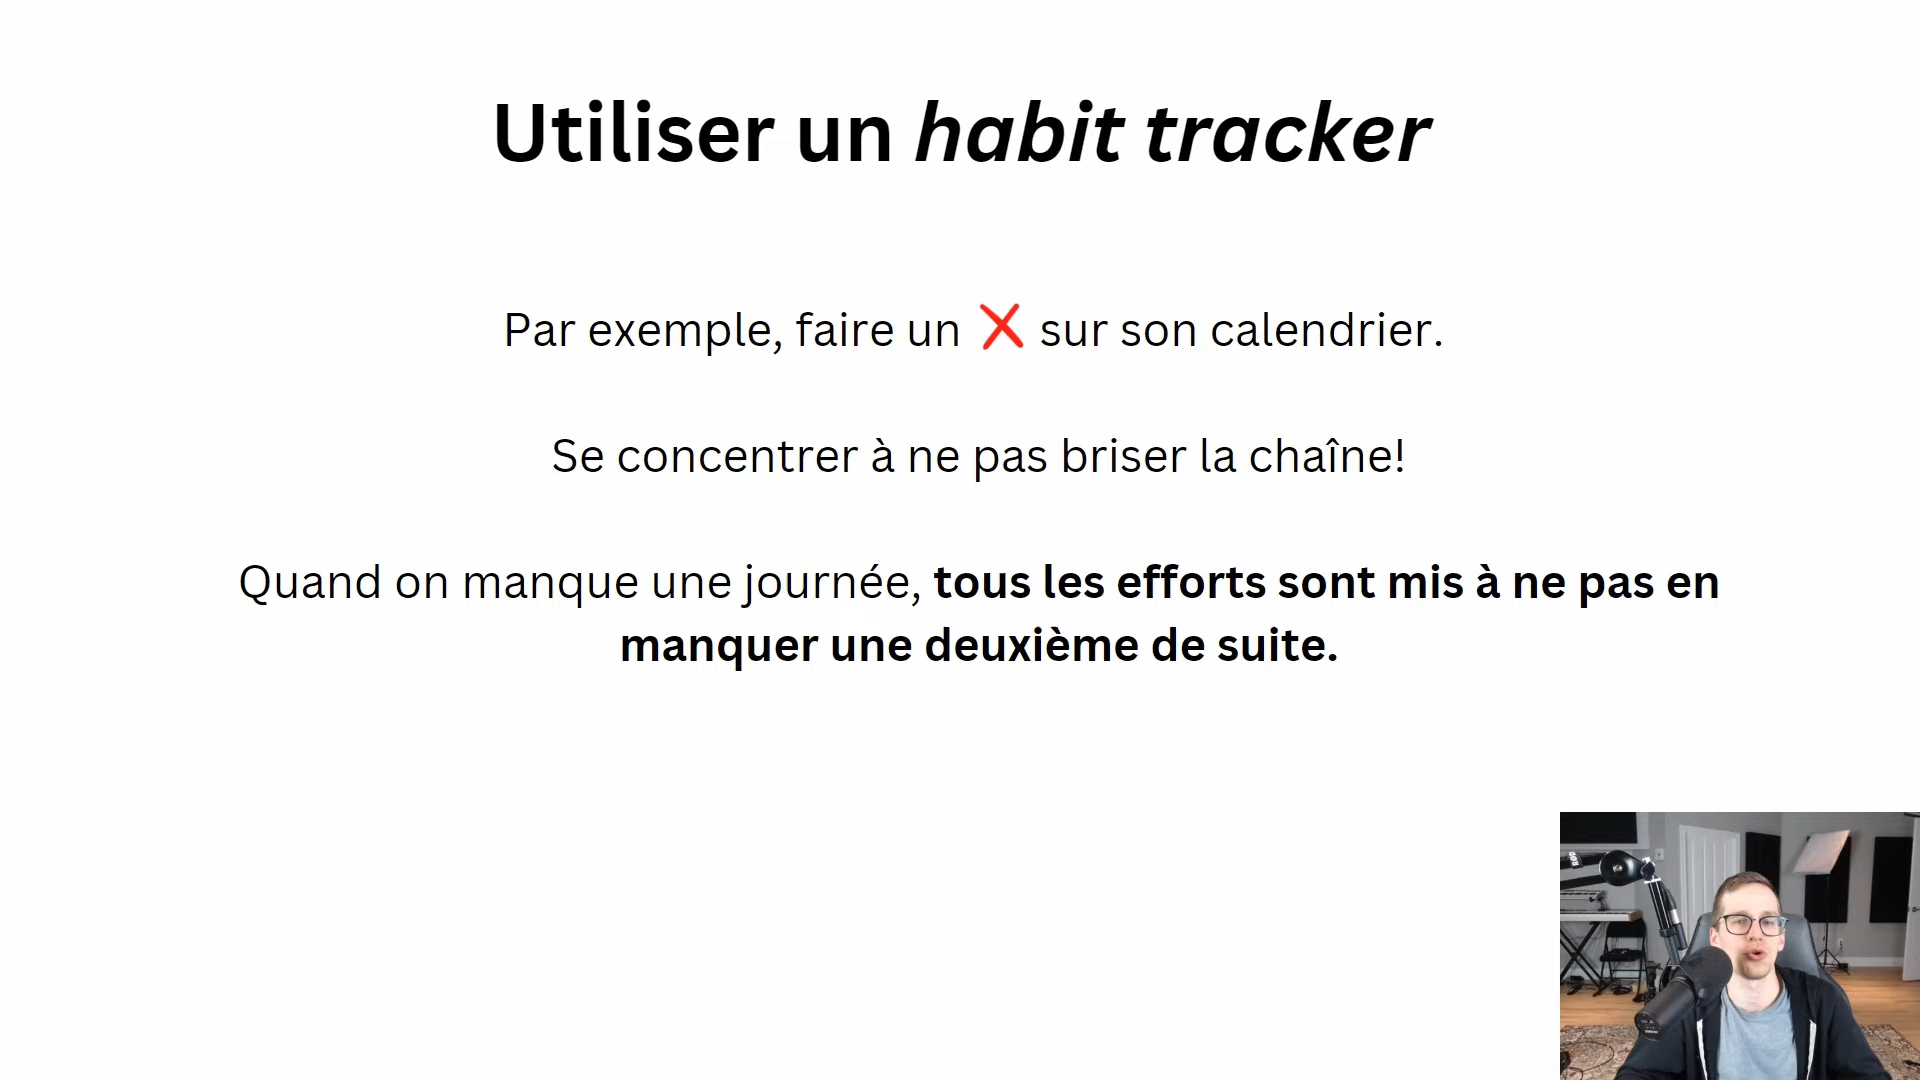 Utiliser un habit tracker
Par exemple, faire un ❌ sur son calendrier.
Se concentrer à ne pas briser la chaîne!
Quand on manque une journée, tous les efforts sont mis à ne pas en
manquer une deuxième de suite.